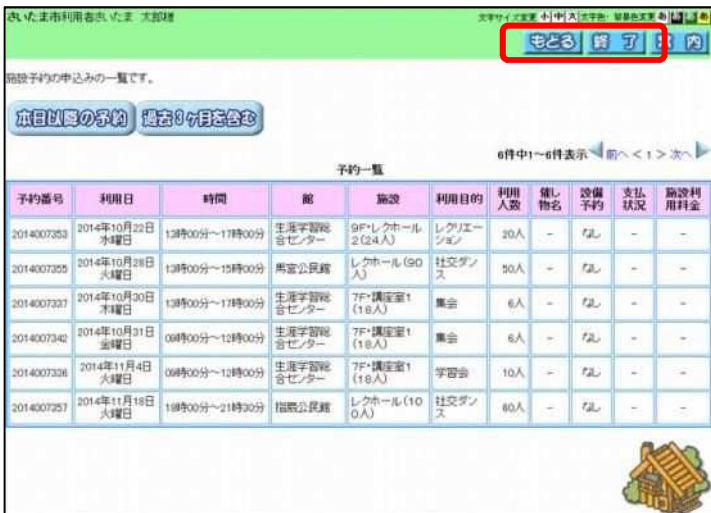 さいたま市利用者さいたま 太郎様
文字サイズ変更 小 中 大 文字色・背景色変更 あ あ あ あ
もどる 終 了 案 内
施設予約の申込みの一覧です。
本日以降の予約 過去3ヶ月を含む
6件中1～6件表示 前へ < 1 > 次へ
予約一覧
予約番号 利用日 時間 館 施設 利用目的 利用人数 催し物名 設備予約 支払状況 施設利用料金
2014007353 2014年10月22日 水曜日 13時00分～17時00分 生涯学習総合センター 9F・レクホール2(24人) レクリエーション 20人 - なし - -
2014007355 2014年10月28日 火曜日 13時00分～15時00分 馬宮公民館 レクホール(90人) 社交ダンス 50人 - なし - -
2014007337 2014年10月30日 木曜日 13時00分～17時00分 生涯学習総合センター 7F・講座室1(18人) 集会 6人 - なし - -
2014007342 2014年10月31日 金曜日 09時00分～12時00分 生涯学習総合センター 7F・講座室1(18人) 集会 6人 - なし - -
2014007336 2014年11月4日 火曜日 09時00分～12時00分 生涯学習総合センター 7F・講座室1(18人) 学習会 10人 - なし - -
2014007357 2014年11月18日 火曜日 18時00分～21時30分 指扇公民館 レクホール(100人) 社交ダンス 60人 - なし - -